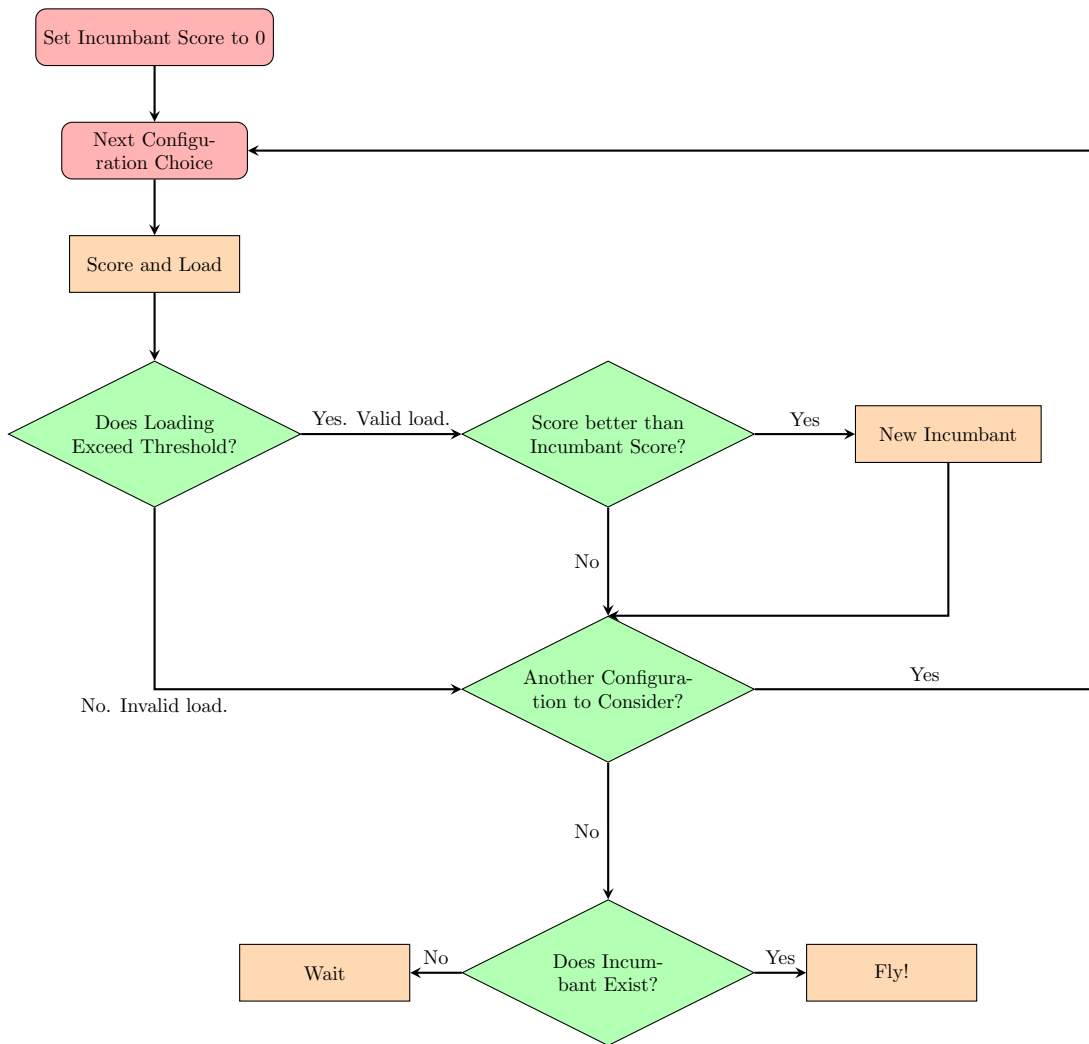 Set Incumbant Score to 0
Next Configu-
ration Choice
Score and Load
Does Loading
Exceed Threshold?
Yes. Valid load.
Score better than
Incumbant Score?
Yes
New Incumbant
No
No. Invalid load.
Another Configura-
tion to Consider?
Yes
No
Wait
No
Does Incum-
bant Exist?
Yes
Fly!